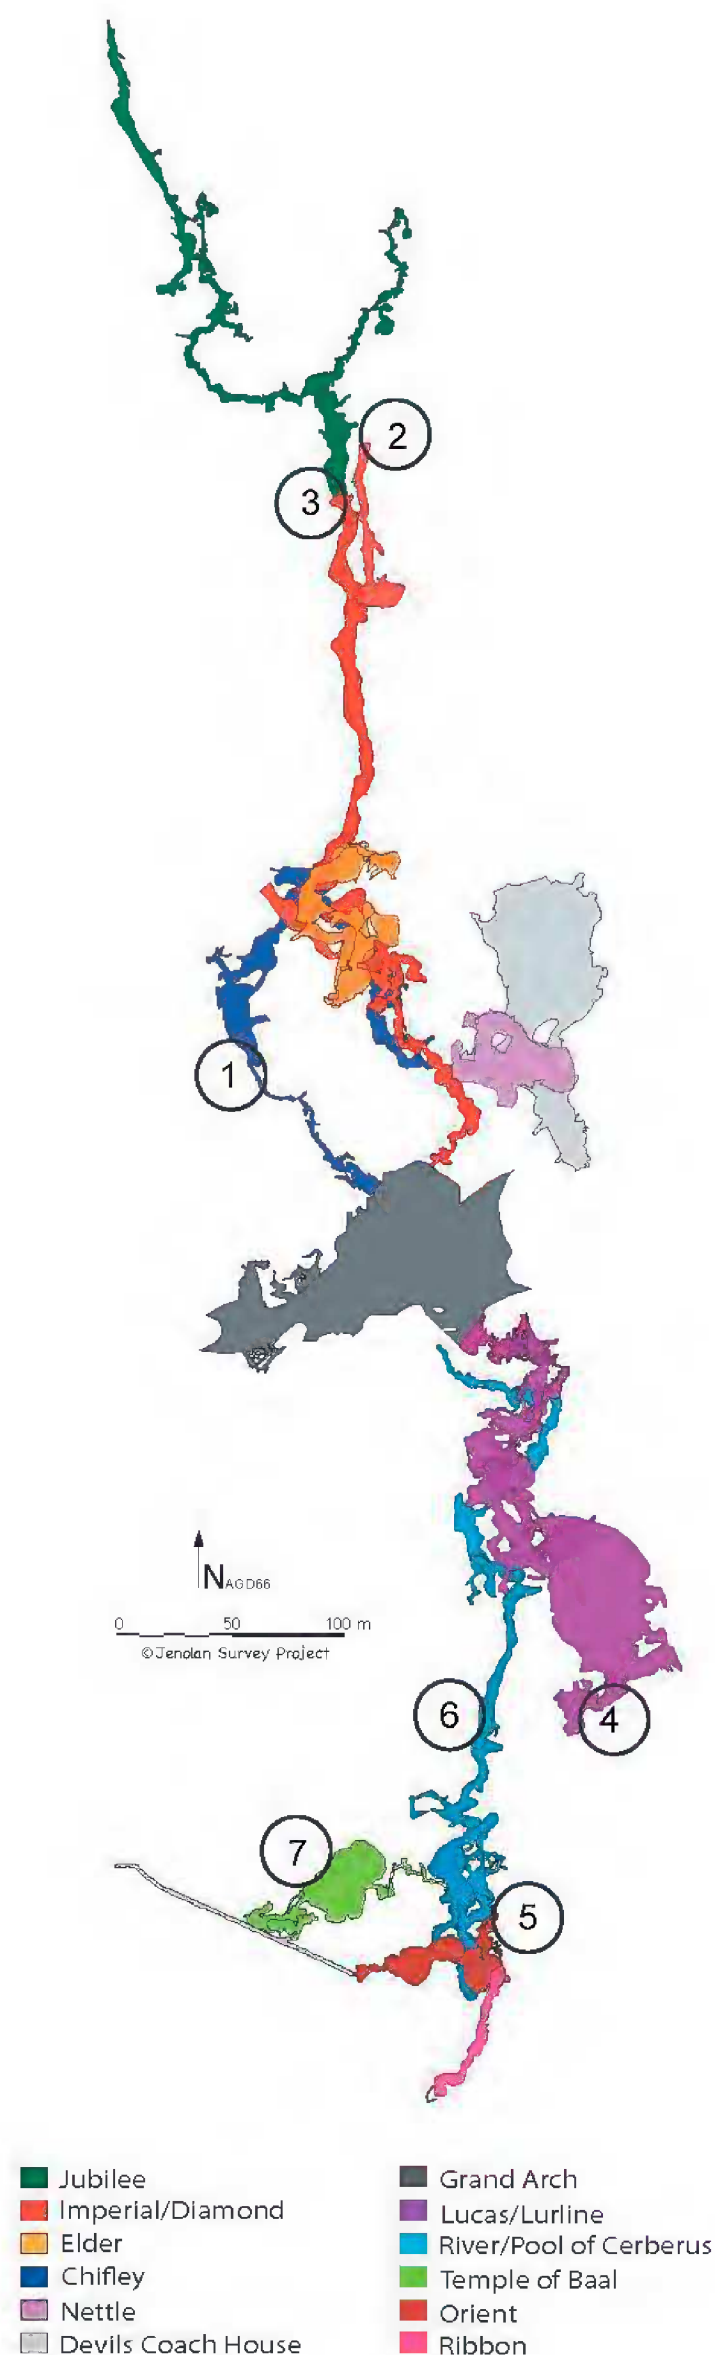 2
3
1
N AGD66
0 50 100 m
©Jenolan Survey Project
6
4
7
5
Jubilee
Imperial/Diamond
Elder
Chifley
Nettle
Devils Coach House
Grand Arch
Lucas/Lurline
River/Pool of Cerberus
Temple of Baal
Orient
Ribbon